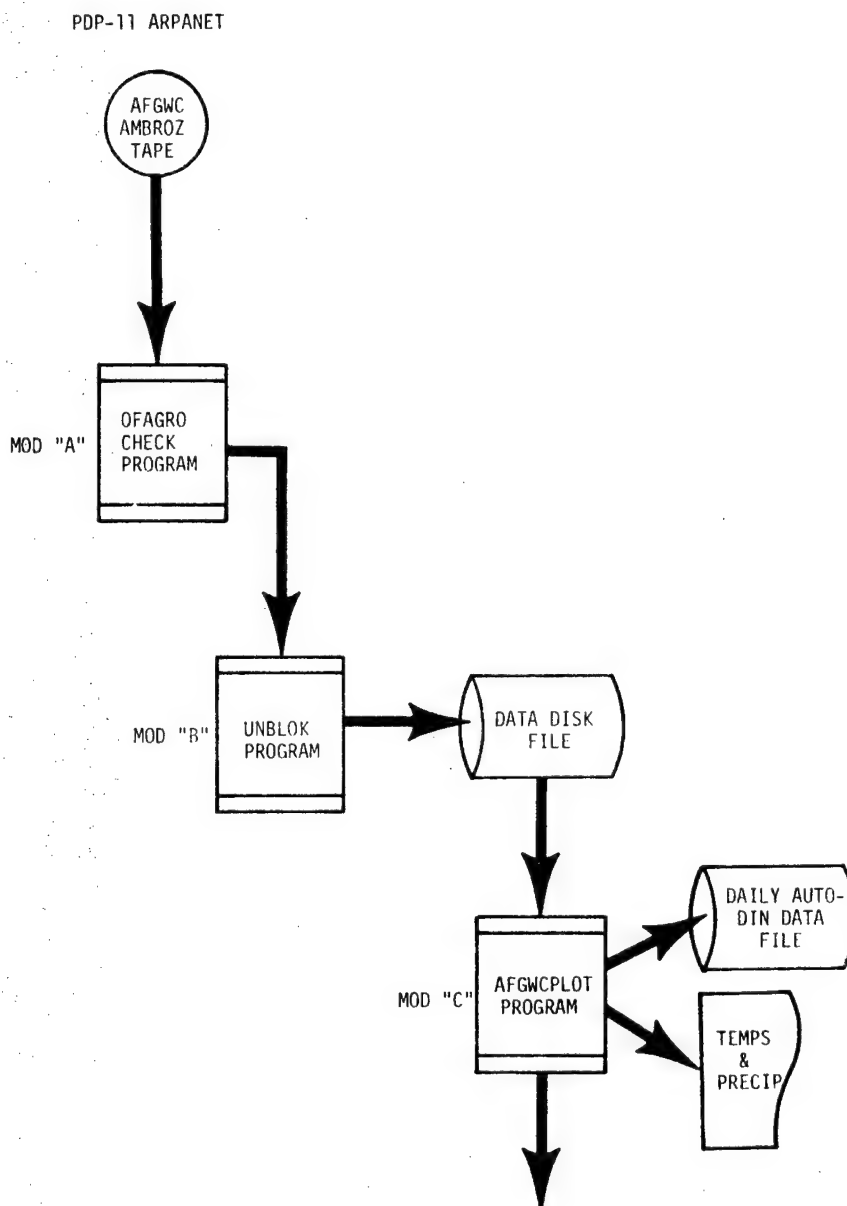 PDP-11 ARPANET
AFGWC
AMBROZ
TAPE
MOD "A"
OFAGRO
CHECK
PROGRAM
MOD "B"
UNBLOK
PROGRAM
DATA DISK
FILE
MOD "C"
AFGWCPLOT
PROGRAM
DAILY AUTO-
DIN DATA
FILE
TEMPS
&
PRECIP